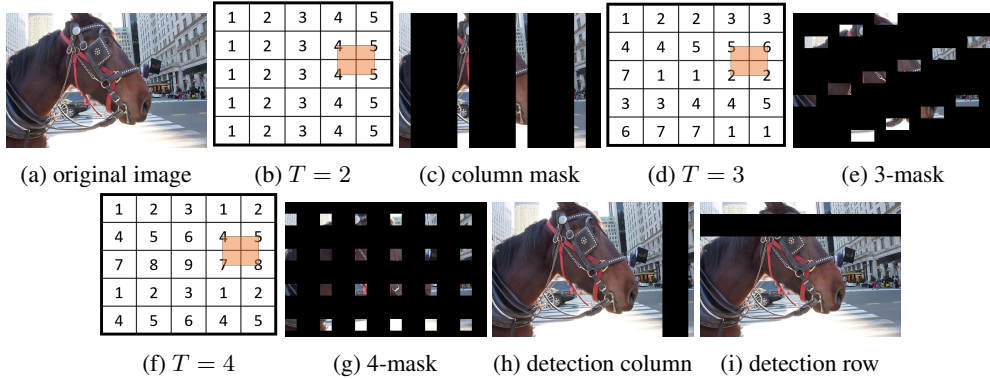 1 2 3 4 5
1 2 3 4 5
1 2 3 4 5
1 2 3 4 5
1 2 3 4 5
1 2 2 3 3
4 4 5 5 6
7 1 1 2 2
3 3 4 4 5
6 7 7 1 1
(a) original image
(b) T = 2
(c) column mask
(d) T = 3
(e) 3-mask
1 2 3 1 2
4 5 6 4 5
7 8 9 7 8
1 2 3 1 2
4 5 6 4 5
(f) T = 4
(g) 4-mask
(h) detection column
(i) detection row